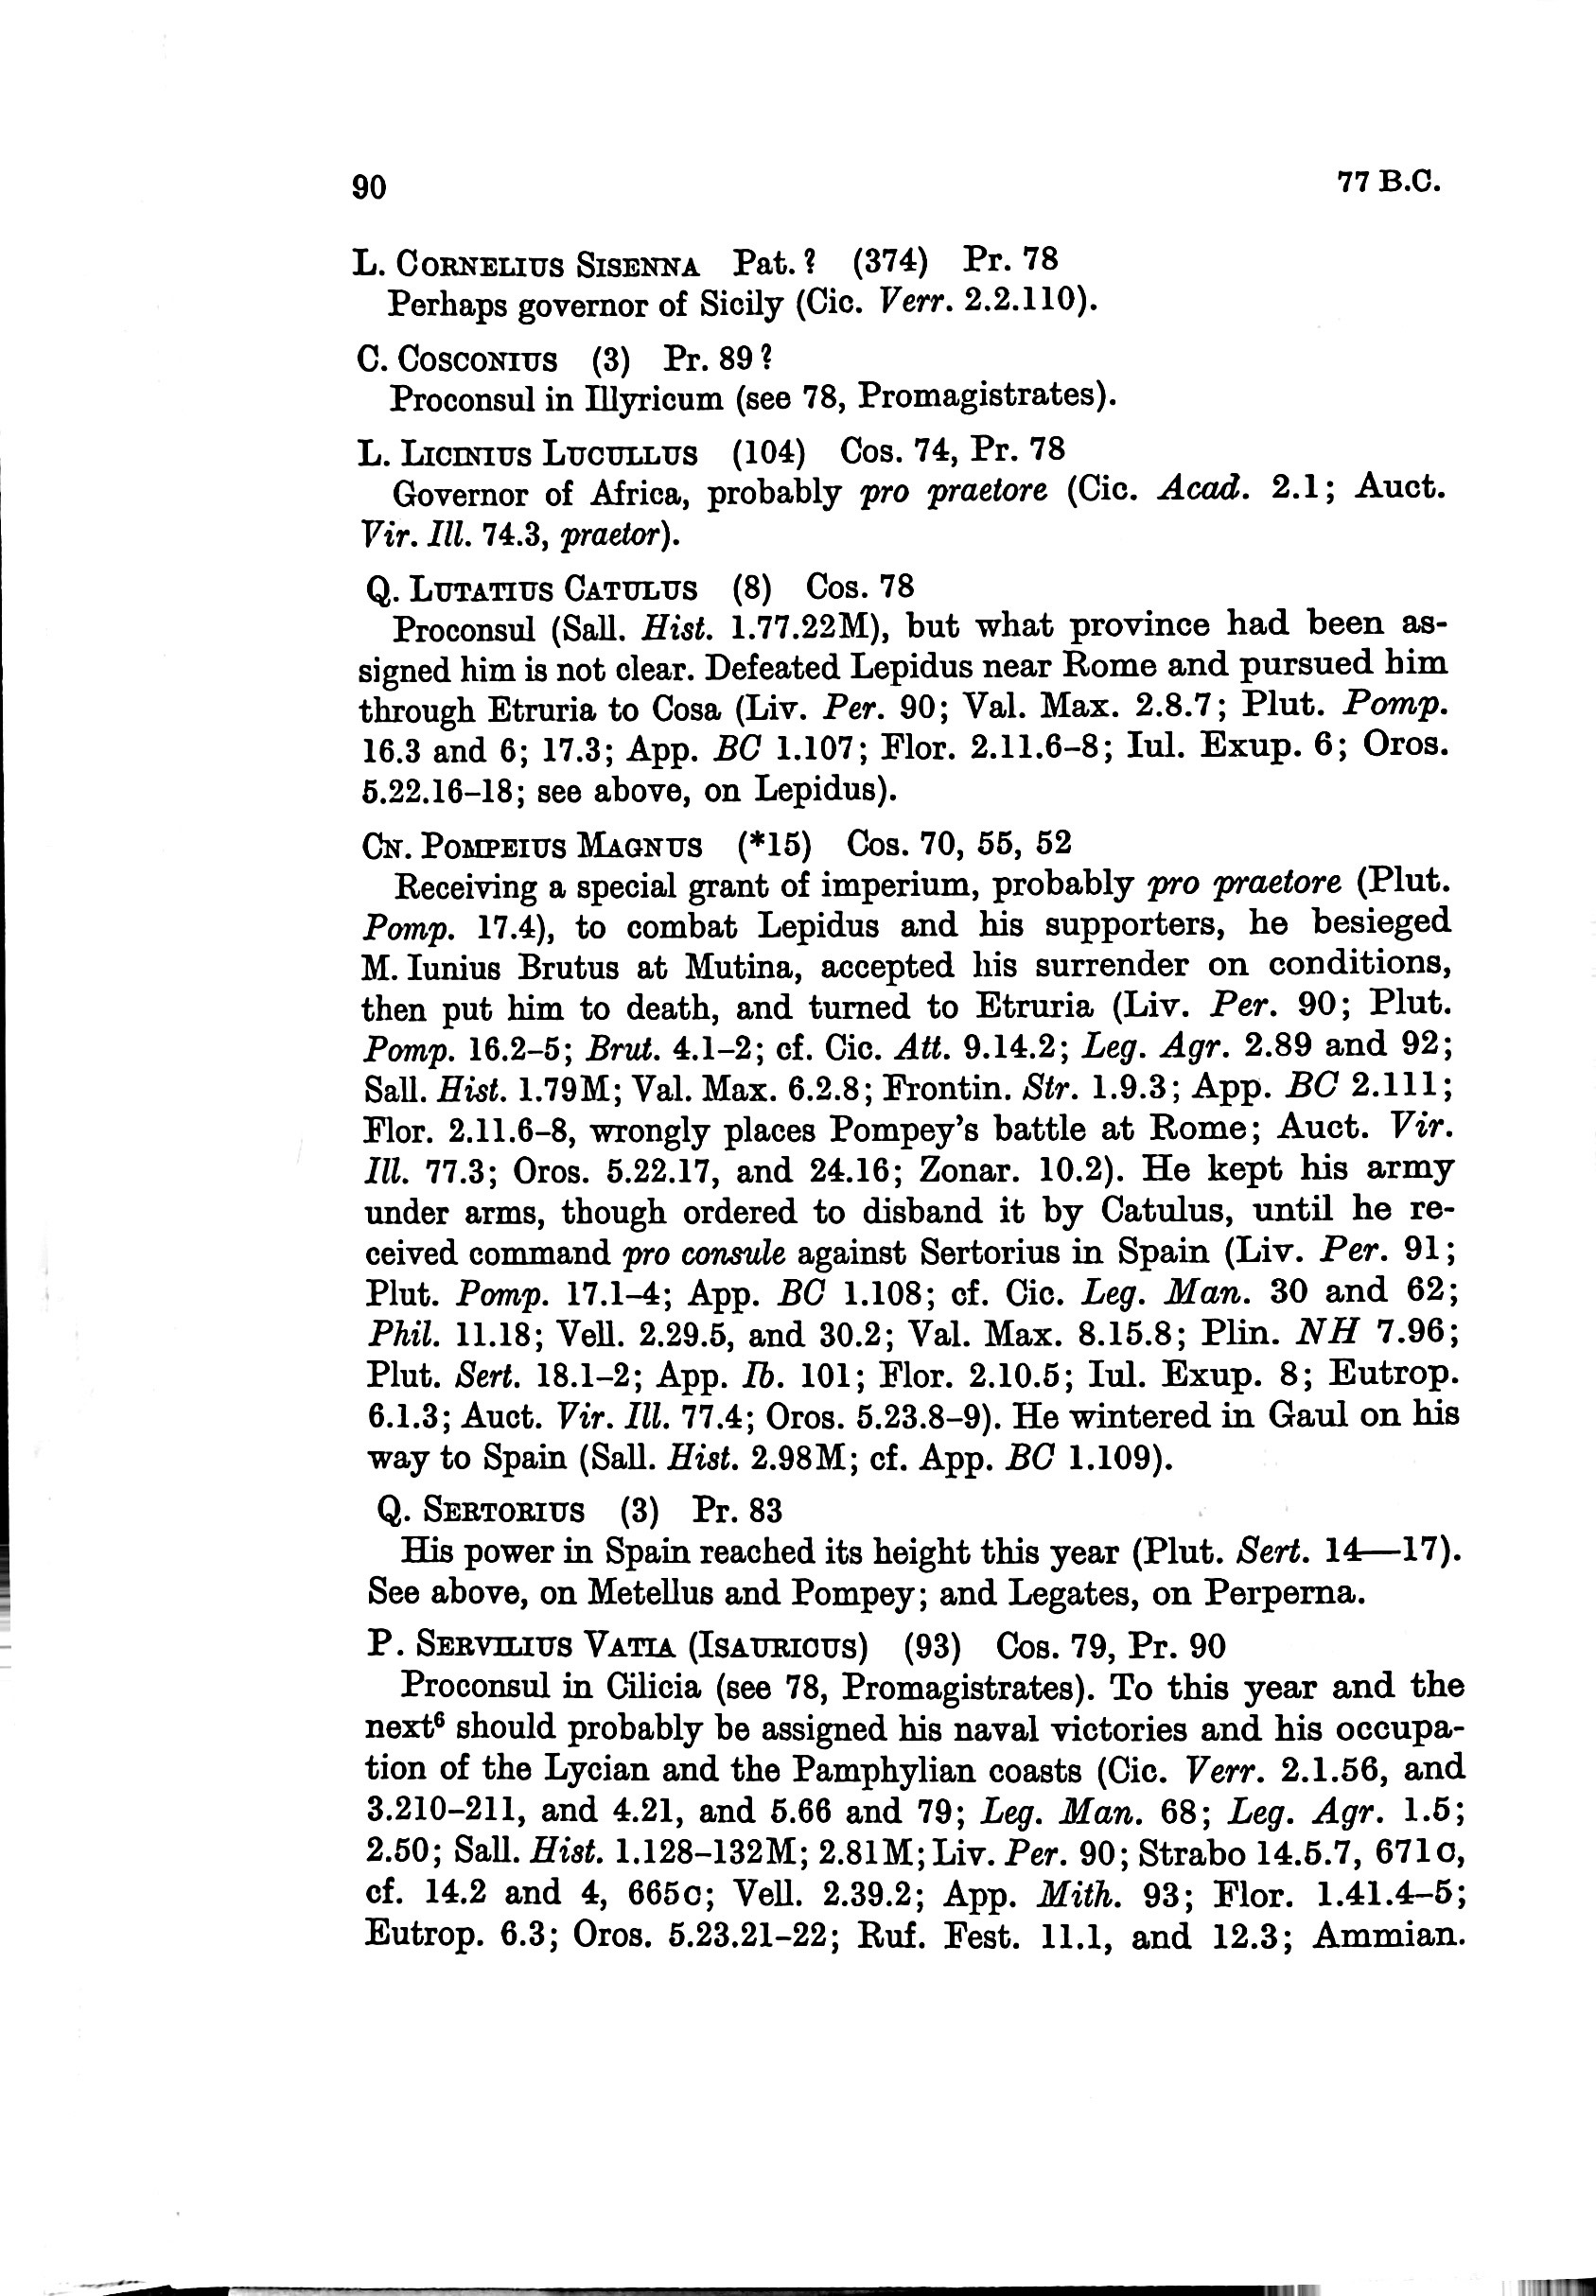 90 77 B.C.
L. CORNELIUS SISENNA Pat.? (374) Pr. 78
Perhaps governor of Sicily (Cic. Verr. 2.2.110).
C. COSCONIUS (3) Pr. 89?
Proconsul in Illyricum (see 78, Promagistrates).
L. LICINIUS LUCULLUS (104) Cos. 74, Pr. 78
Governor of Africa, probably pro praetore (Cic. Acad. 2.1; Auct.
Vir. Ill. 74.3, praetor).
Q. LUTATIUS CATULUS (8) Cos. 78
Proconsul (Sall. Hist. 1.77.22M), but what province had been as-
signed him is not clear. Defeated Lepidus near Rome and pursued him
through Etruria to Cosa (Liv. Per. 90; Val. Max. 2.8.7; Plut. Pomp.
16.3 and 6; 17.3; App. BC 1.107; Flor. 2.11.6–8; Iul. Exup. 6; Oros.
5.22.16–18; see above, on Lepidus).
CN. POMPEIUS MAGNUS (*15) Cos. 70, 55, 52
Receiving a special grant of imperium, probably pro praetore (Plut.
Pomp. 17.4), to combat Lepidus and his supporters, he besieged
M. Iunius Brutus at Mutina, accepted his surrender on conditions,
then put him to death, and turned to Etruria (Liv. Per. 90; Plut.
Pomp. 16.2–5; Brut. 4.1–2; cf. Cic. Att. 9.14.2; Leg. Agr. 2.89 and 92;
Sall. Hist. 1.79M; Val. Max. 6.2.8; Frontin. Str. 1.9.3; App. BC 2.111;
Flor. 2.11.6–8, wrongly places Pompey's battle at Rome; Auct. Vir.
Ill. 77.3; Oros. 5.22.17, and 24.16; Zonar. 10.2). He kept his army
under arms, though ordered to disband it by Catulus, until he re-
ceived command pro consule against Sertorius in Spain (Liv. Per. 91;
Plut. Pomp. 17.1–4; App. BC 1.108; cf. Cic. Leg. Man. 30 and 62;
Phil. 11.18; Vell. 2.29.5, and 30.2; Val. Max. 8.15.8; Plin. NH 7.96;
Plut. Sert. 18.1–2; App. Ib. 101; Flor. 2.10.5; Iul. Exup. 8; Eutrop.
6.1.3; Auct. Vir. Ill. 77.4; Oros. 5.23.8–9). He wintered in Gaul on his
way to Spain (Sall. Hist. 2.98M; cf. App. BC 1.109).
Q. SERTORIUS (3) Pr. 83
His power in Spain reached its height this year (Plut. Sert. 14—17).
See above, on Metellus and Pompey; and Legates, on Perperna.
P. SERVILIUS VATIA (ISAURICUS) (93) Cos. 79, Pr. 90
Proconsul in Cilicia (see 78, Promagistrates). To this year and the
next⁶ should probably be assigned his naval victories and his occupa-
tion of the Lycian and the Pamphylian coasts (Cic. Verr. 2.1.56, and
3.210–211, and 4.21, and 5.66 and 79; Leg. Man. 68; Leg. Agr. 1.5;
2.50; Sall. Hist. 1.128–132M; 2.81M; Liv. Per. 90; Strabo 14.5.7, 671c,
cf. 14.2 and 4, 665c; Vell. 2.39.2; App. Mith. 93; Flor. 1.41.4–5;
Eutrop. 6.3; Oros. 5.23.21–22; Ruf. Fest. 11.1, and 12.3; Ammian.